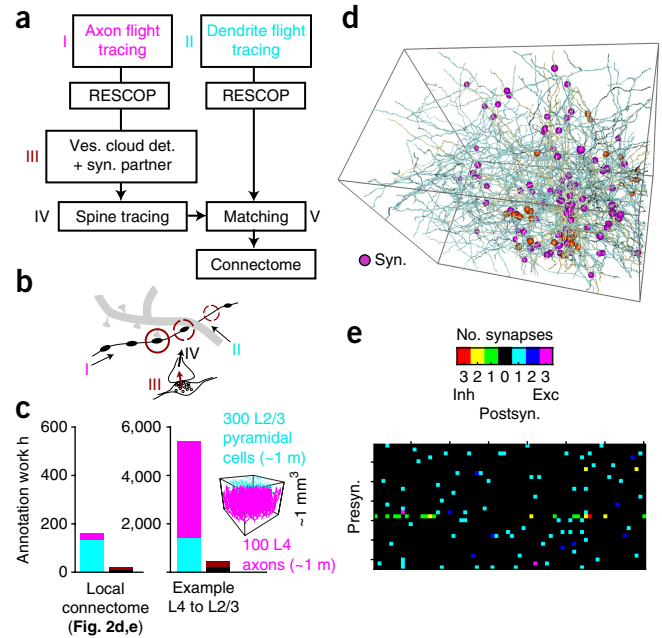 a
I
Axon flight
tracing
II
Dendrite flight
tracing
RESCOP
RESCOP
III
Ves. cloud det.
+ syn. partner
IV
Spine tracing
Matching
V
Connectome
b
I
II
III
IV
c
Annotation work h
600
400
200
0
6,000
4,000
2,000
0
300 L2/3
pyramidal
cells (~1 m)
~1 mm³
100 L4
axons (~1 m)
Local
connectome
(Fig. 2d,e)
Example
L4 to L2/3
d
Syn.
e
No. synapses
3 2 1 0 1 2 3
Inh Exc
Postsyn.
Presyn.